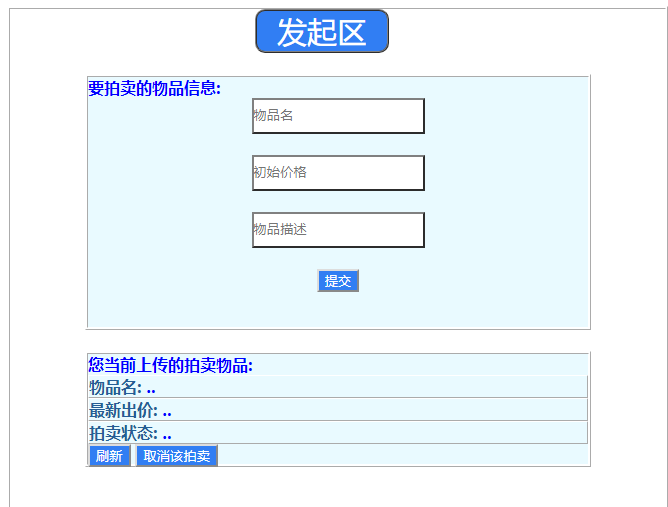 发起区
要拍卖的物品信息:
物品名
初始价格
物品描述
提交
您当前上传的拍卖物品:
物品名: ..
最新出价: ..
拍卖状态: ..
刷新 取消该拍卖